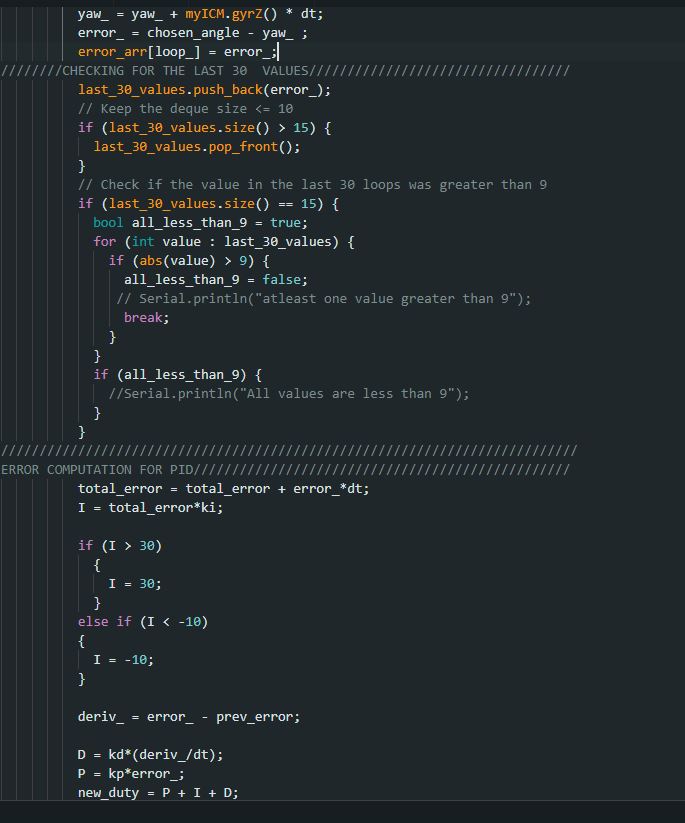 yaw_ = yaw_ + myICM.gyrZ() * dt;
error_ = chosen_angle - yaw_ ;
error_arr[loop_] = error_;
////////CHECKING FOR THE LAST 30  VALUES//////////////////////////////////
last_30_values.push_back(error_);
// Keep the deque size <= 10
if (last_30_values.size() > 15) {
last_30_values.pop_front();
}
// Check if the value in the last 30 loops was greater than 9
if (last_30_values.size() == 15) {
bool all_less_than_9 = true;
for (int value : last_30_values) {
if (abs(value) > 9) {
all_less_than_9 = false;
// Serial.println("atleast one value greater than 9");
break;
}
}
if (all_less_than_9) {
//Serial.println("All values are less than 9");
}
}
///////////////////////////////////////////////////////////////////////////
ERROR COMPUTATION FOR PID/////////////////////////////////////////////////
total_error = total_error + error_*dt;
I = total_error*ki;
if (I > 30)
{
I = 30;
}
else if (I < -10)
{
I = -10;
}
deriv_ = error_ - prev_error;
D = kd*(deriv_/dt);
P = kp*error_;
new_duty = P + I + D;